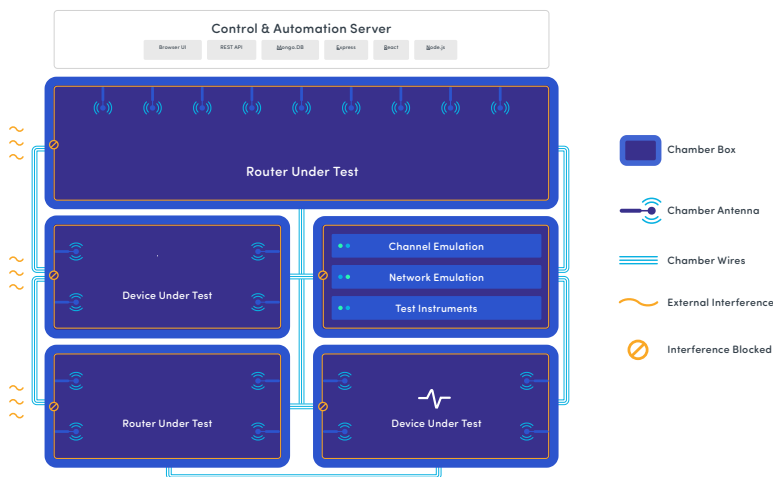 Control & Automation Server
Browser UI
REST API
Mongo.DB
Express
React
Node.js
Router Under Test
Chamber Box
Chamber Antenna
Channel Emulation
Chamber Wires
Network Emulation
Device Under Test
External Interference
Test Instruments
Interference Blocked
Router Under Test
Device Under Test